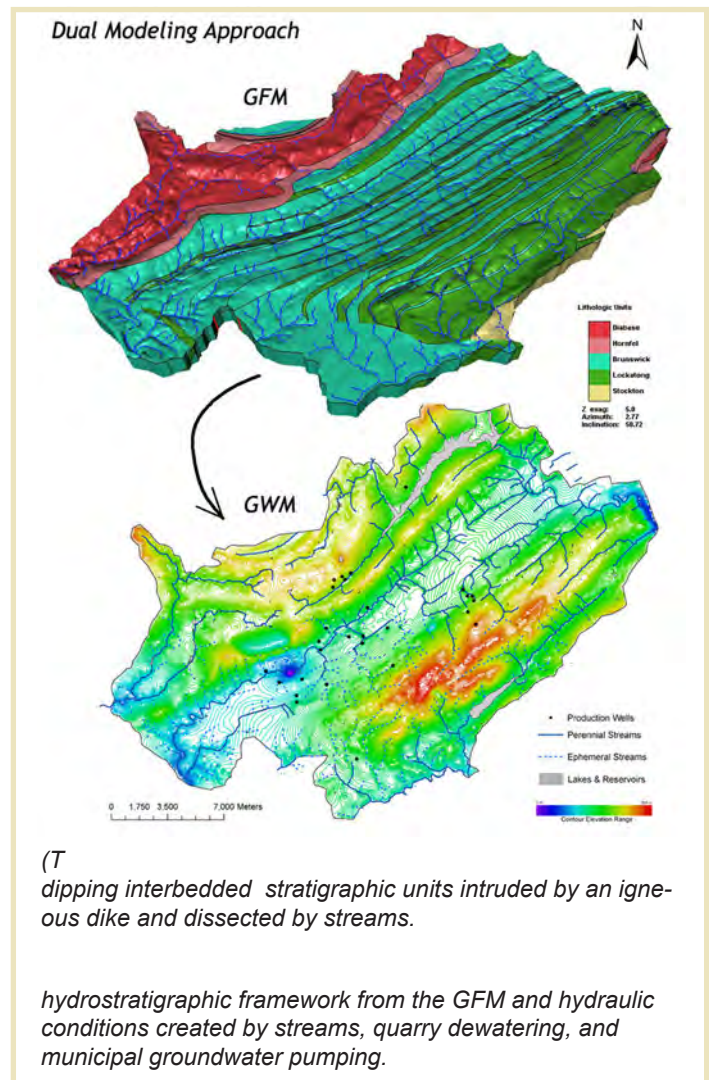 Dual Modeling Approach
N
GFM
Lithologic Units
Diabase
Hornfel
Brunswick
Lockatong
Stockton
Z exag: 5.0
Azimuth: 2.77
Inclination: 50.72
GWM
Production Wells
Perennial Streams
Ephemeral Streams
Lakes & Reservoirs
0 1,750 3,500 7,000 Meters
Contour Elevation Range
(T
dipping interbedded stratigraphic units intruded by an igne-
ous dike and dissected by streams.
hydrostratigraphic framework from the GFM and hydraulic
conditions created by streams, quarry dewatering, and
municipal groundwater pumping.